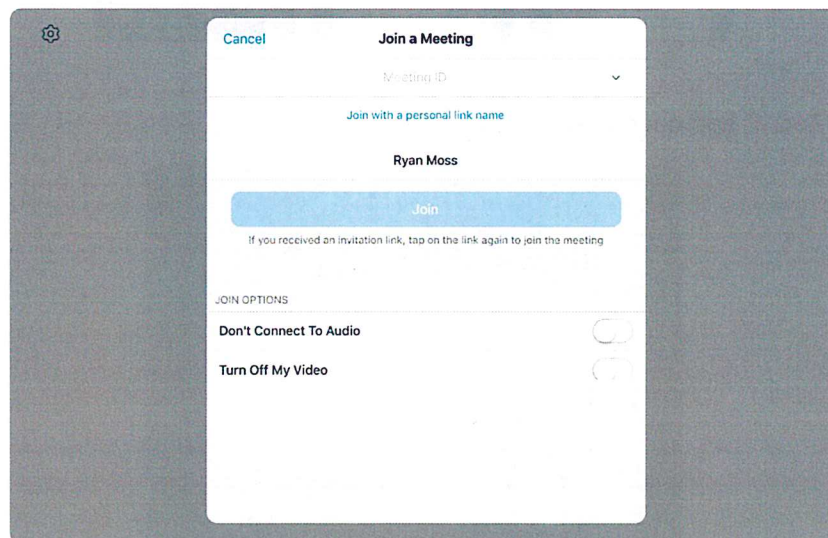 Cancel
Join a Meeting
Meeting ID
Join with a personal link name
Ryan Moss
Join
If you received an invitation link, tap on the link again to join the meeting
JOIN OPTIONS
Don't Connect To Audio
Turn Off My Video